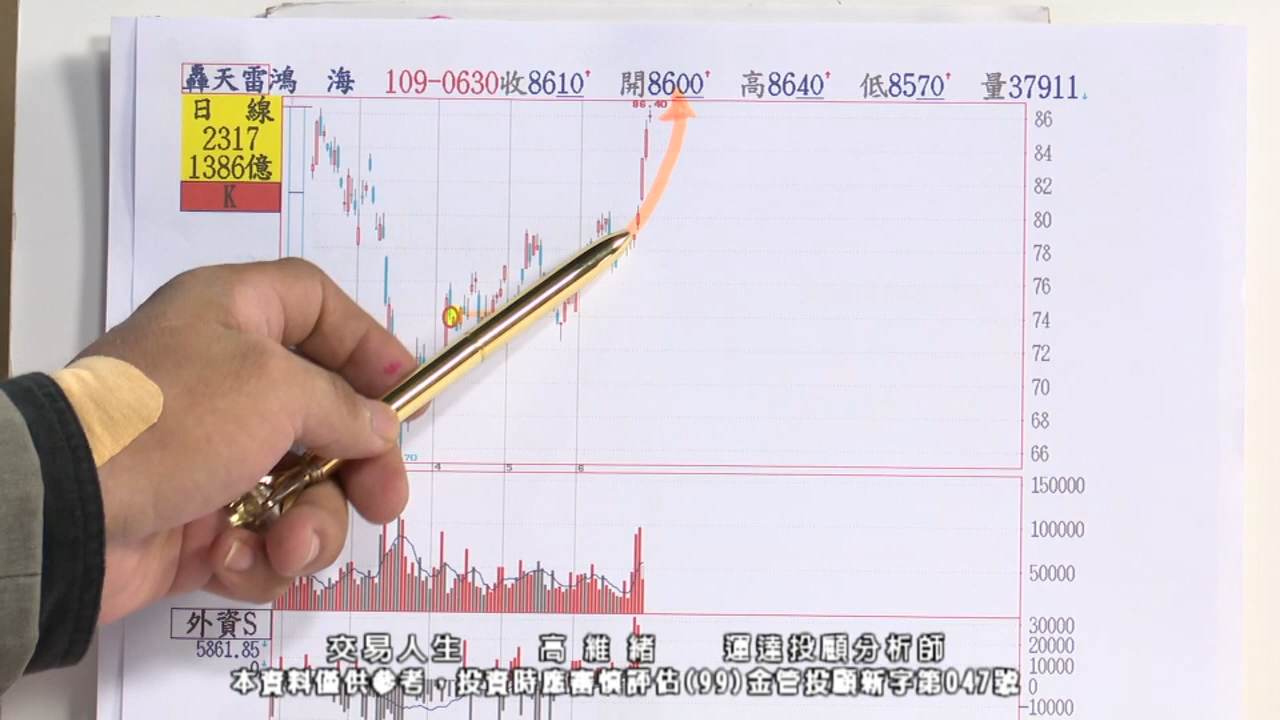 轟天雷鴻 海 109-0630收8610↑ 開8600↑ 高8640↑ 低8570↑ 量37911↓
日 線
2317
1386億
K
86.40
86
84
82
80
78
76
74
72
70
68
66
70
4 5 6
150000
100000
50000
外資S
5861.85
30000
20000
10000
0
-10000
交易人生 高維緒 運達投顧分析師
本資料僅供參考，投資時應審慎評估(99)金管投顧新字第047號